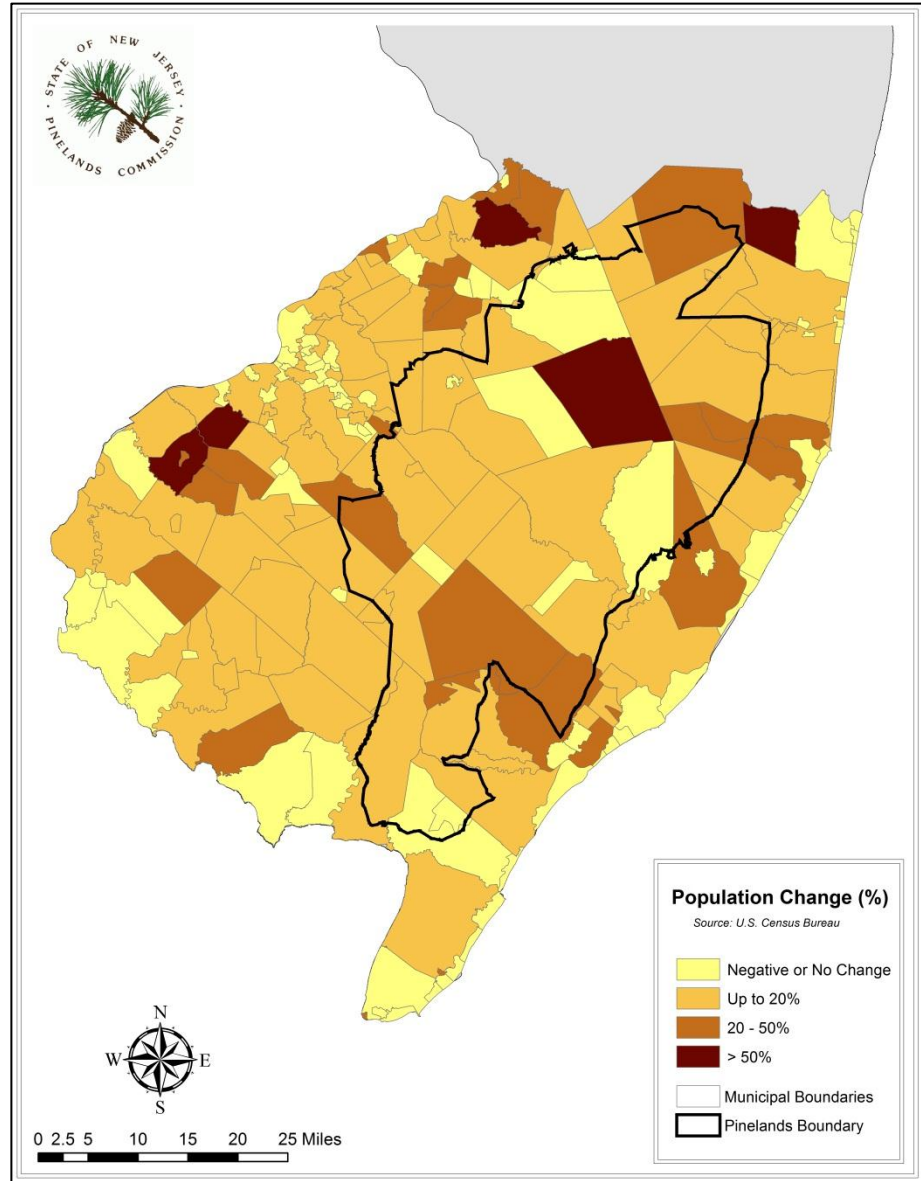 STATE OF NEW JERSEY
PINELANDS COMMISSION
Population Change (%)
Source: U.S. Census Bureau
Negative or No Change
Up to 20%
20 - 50%
> 50%
Municipal Boundaries
Pinelands Boundary
N
W E
S
0 2.5 5 10 15 20 25 Miles